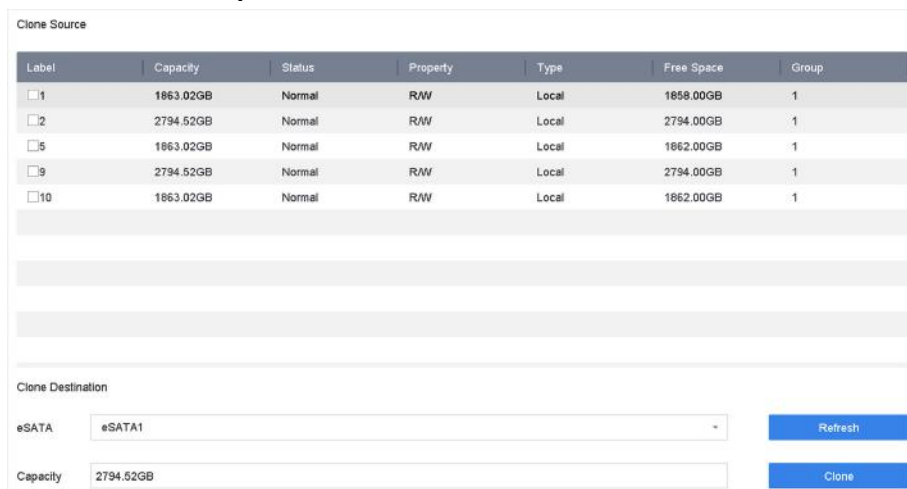 Clone Source
Label Capacity Status Property Type Free Space Group
1 1863.02GB Normal R/W Local 1858.00GB 1
2 2794.52GB Normal R/W Local 2794.00GB 1
5 1863.02GB Normal R/W Local 1862.00GB 1
9 2794.52GB Normal R/W Local 2794.00GB 1
10 1863.02GB Normal R/W Local 1862.00GB 1
Clone Destination
eSATA eSATA1 Refresh
Capacity 2794.52GB Clone